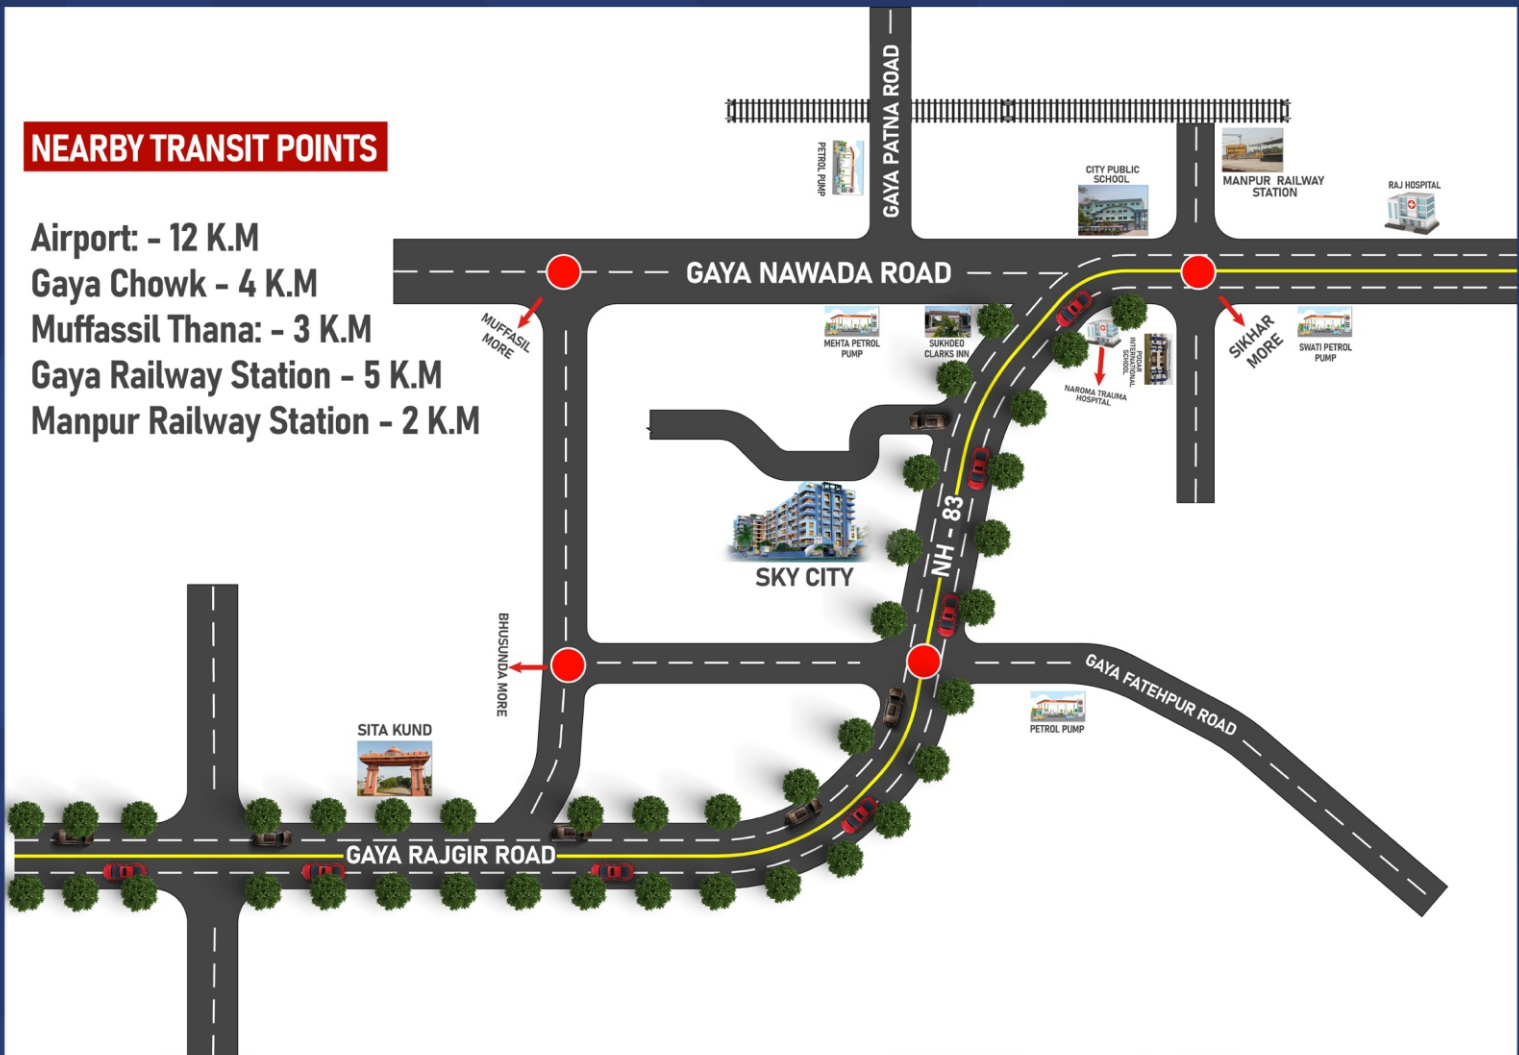 NEARBY TRANSIT POINTS
Airport: - 12 K.M
Gaya Chowk - 4 K.M
Muffassil Thana: - 3 K.M
Gaya Railway Station - 5 K.M
Manpur Railway Station - 2 K.M
GAYA PATNA ROAD
PETROL PUMP
CITY PUBLIC
SCHOOL
MANPUR RAILWAY
STATION
RAJ HOSPITAL
GAYA NAWADA ROAD
MUFFASIL
MORE
MEHTA PETROL
PUMP
SUKHDEO
CLARKS INN
NAROMA TRAUMA
HOSPITAL
PODAR
INTERNATIONAL
SCHOOL
SIKHAR
MORE
SWATI PETROL
PUMP
NH - 83
SKY CITY
BHUSUNDA MORE
GAYA FATEHPUR ROAD
PETROL PUMP
SITA KUND
GAYA RAJGIR ROAD